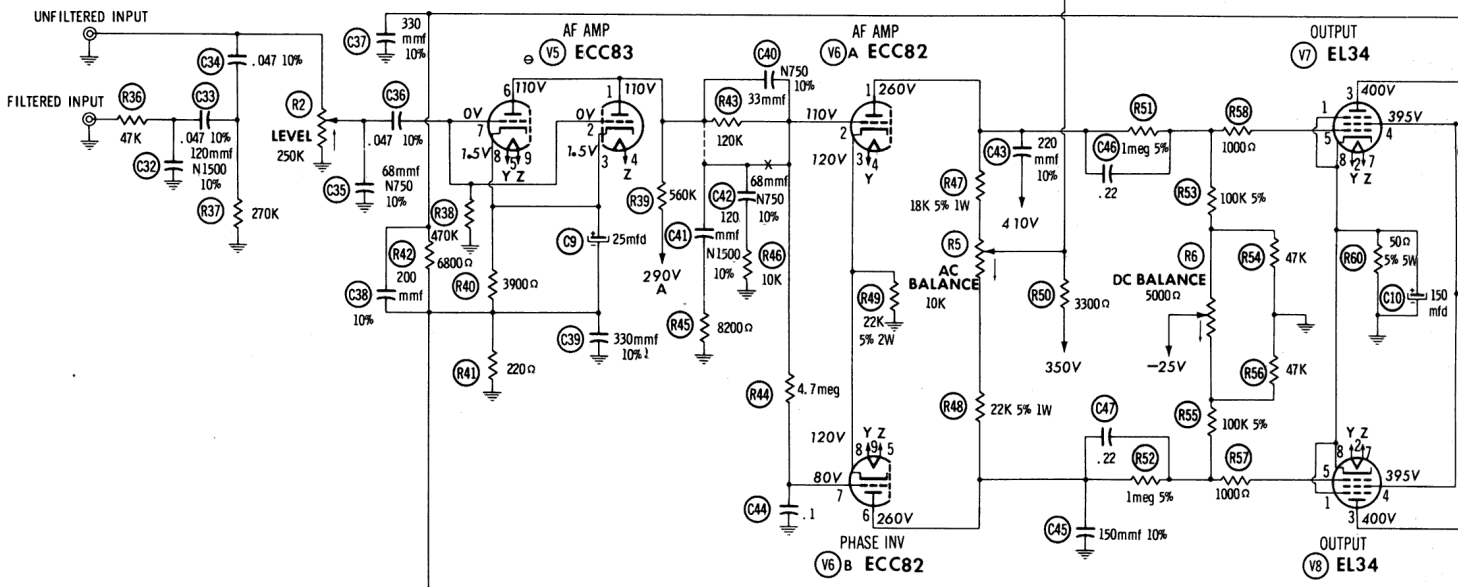 UNFILTERED INPUT
FILTERED INPUT
R36
47K
C32
C33
.047 10%
120mmf
N1500
10%
C34
.047 10%
R37
270K
R2
LEVEL
250K
C35
68mmf
N750
10%
C36
.047 10%
C37
330
mmf
10%
C38
200
mmf
10%
R42
6800Ω
R38
470K
AF AMP
V5 ECC83
⊖
6
110V
0V
7
1.5V
8 5 9
Y Z
1
110V
0V
2
1.5V
3 4
Z
C9
25mfd
R40
3900Ω
R41
220Ω
C39
330mmf
10%
R39
560K
290V
A
C40
N750
10%
33mmf
R43
120K
C41
120
mmf
N1500
10%
C42
68mmf
N750
10%
X
R46
10K
R45
8200Ω
R44
4.7meg
C44
.1
AF AMP
V6 A ECC82
1
260V
110V
2
120V
3 4
Y
R49
22K
5% 2W
120V
Y Z
8 9 5
80V
7
6
260V
PHASE INV
V6 B ECC82
R47
18K 5% 1W
R5
AC
BALANCE
10K
R48
22K 5% 1W
C43
220
mmf
10%
410V
R50
3300Ω
350V
C45
150mmf 10%
R51
1meg 5%
C46
.22
C47
.22
R52
1meg 5%
R58
1000Ω
R53
100K 5%
R6
DC BALANCE
5000Ω
−25V
R54
47K
R56
47K
R55
100K 5%
R57
1000Ω
OUTPUT
V7 EL34
400V
3
1
5
395V
4
8 2 7
Y Z
R60
50Ω
5% 5W
C10
150
mfd
Y Z
8 2 7
5
1
395V
4
3
400V
OUTPUT
V8 EL34